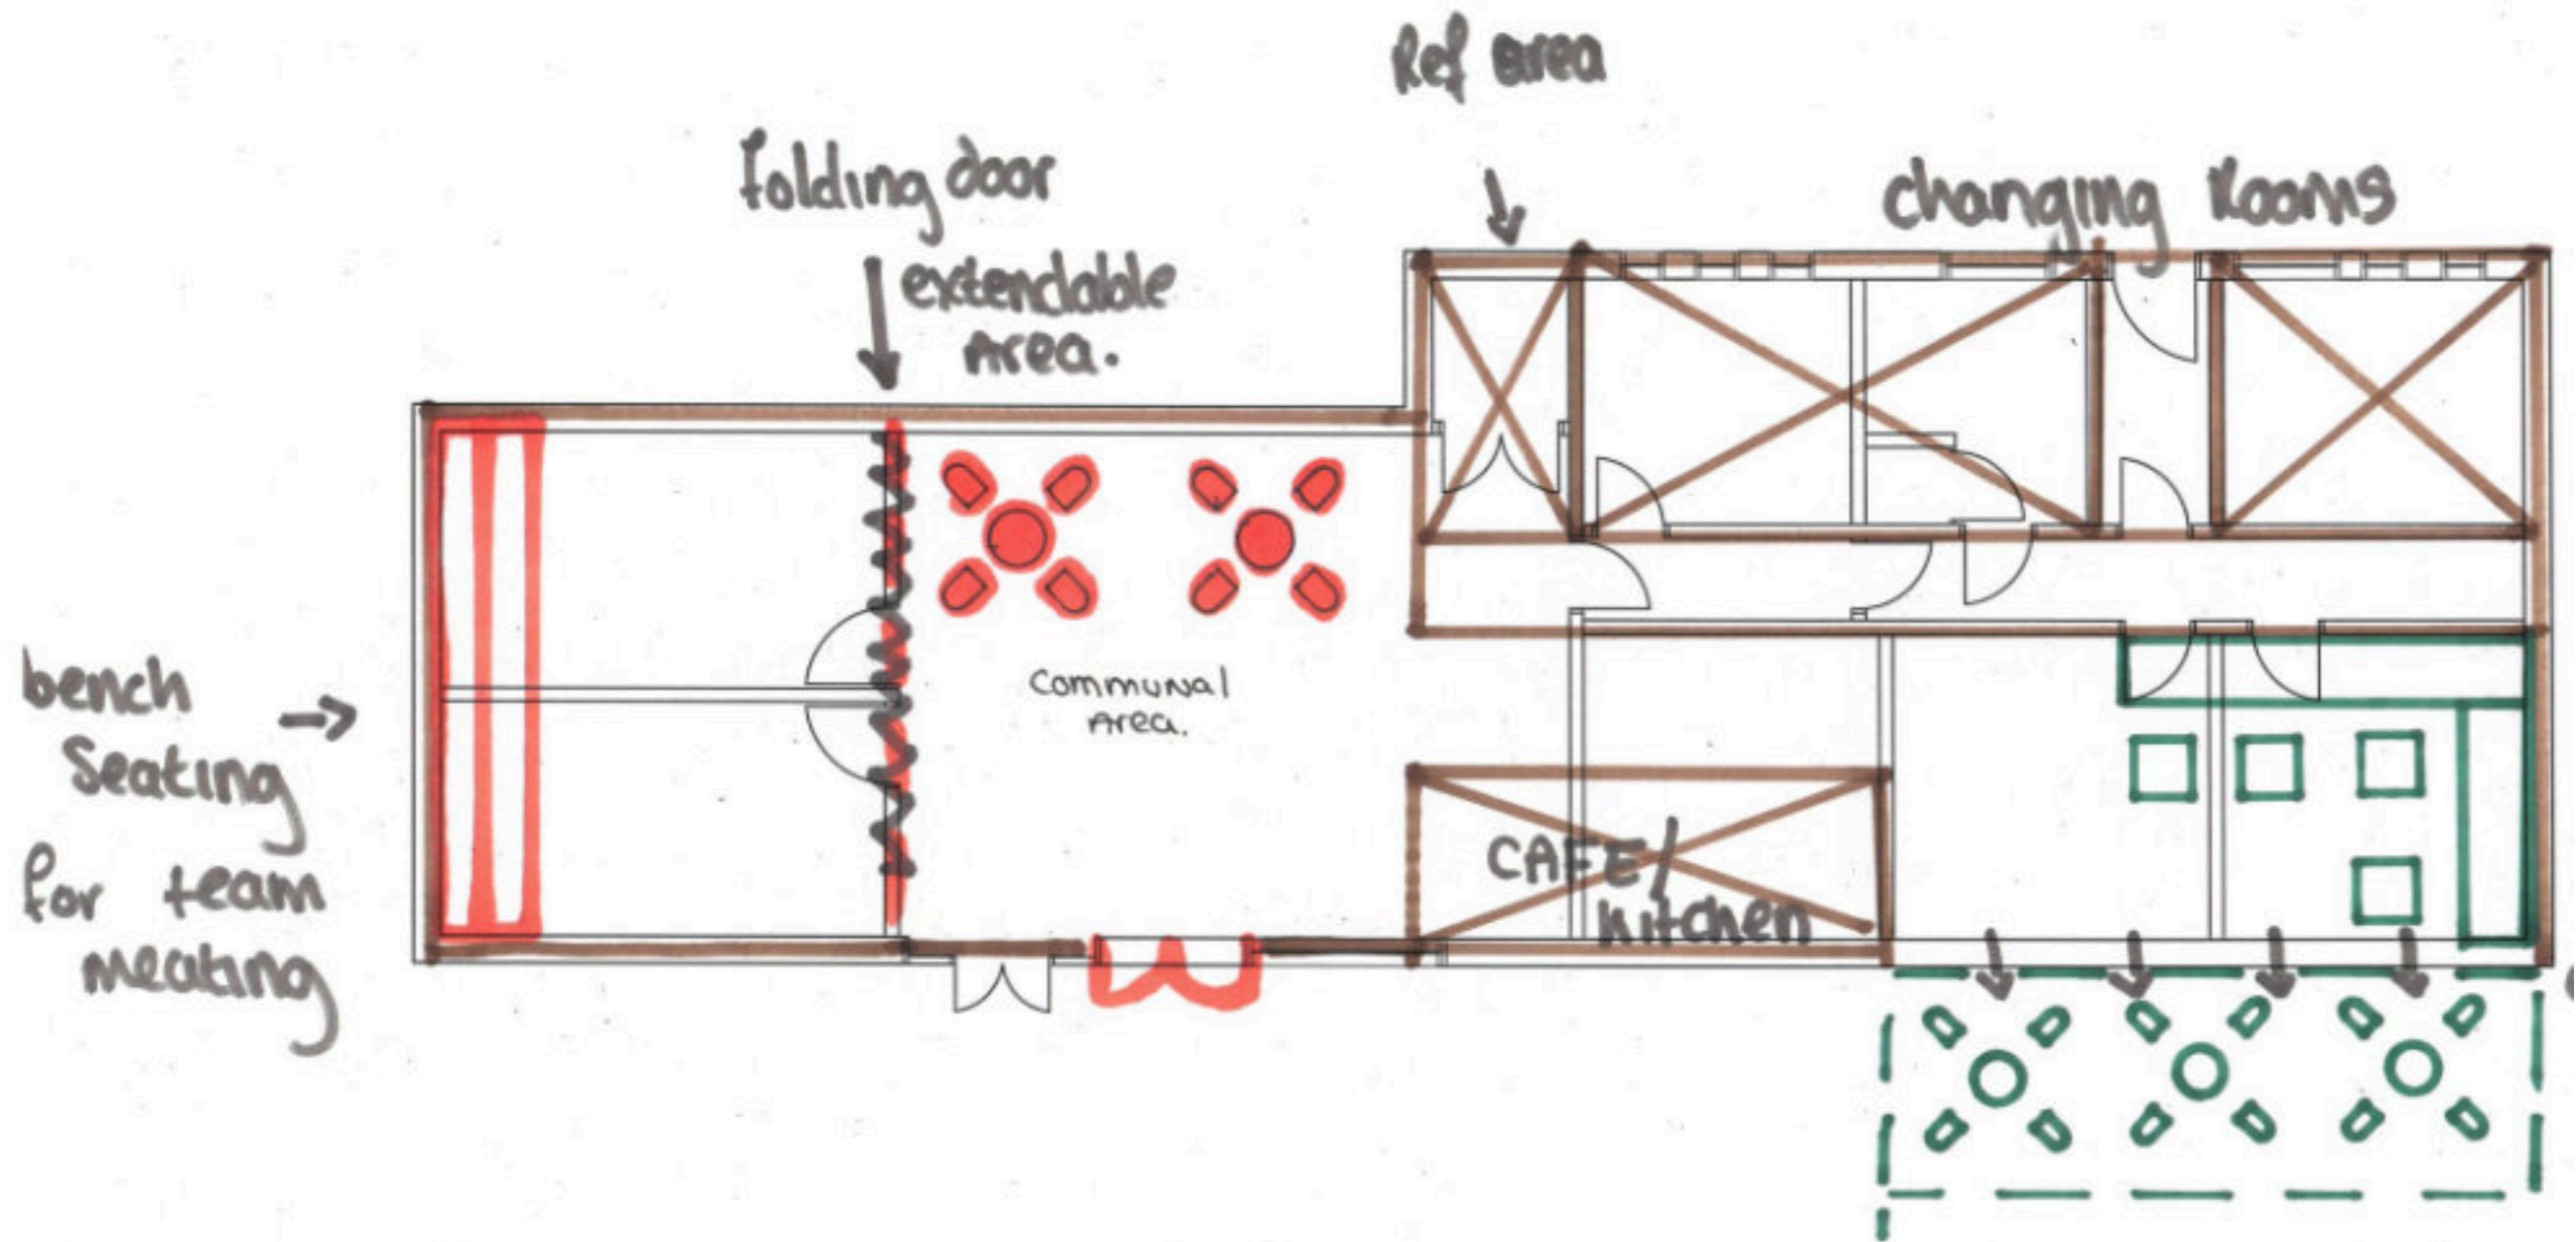 Ref area
folding door
extendable
Area.
changing Rooms
bench
Seating
for team
meating
Communal
Area.
CAFE/
kitchen